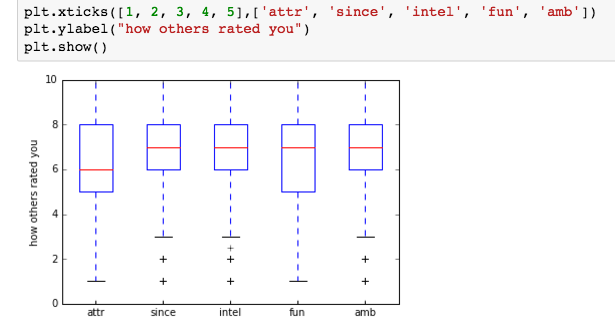 plt.xticks([1, 2, 3, 4, 5],['attr', 'since', 'intel', 'fun', 'amb'])
plt.ylabel("how others rated you")
plt.show()
10
8
6
4
2
0
how others rated you
attr since intel fun amb